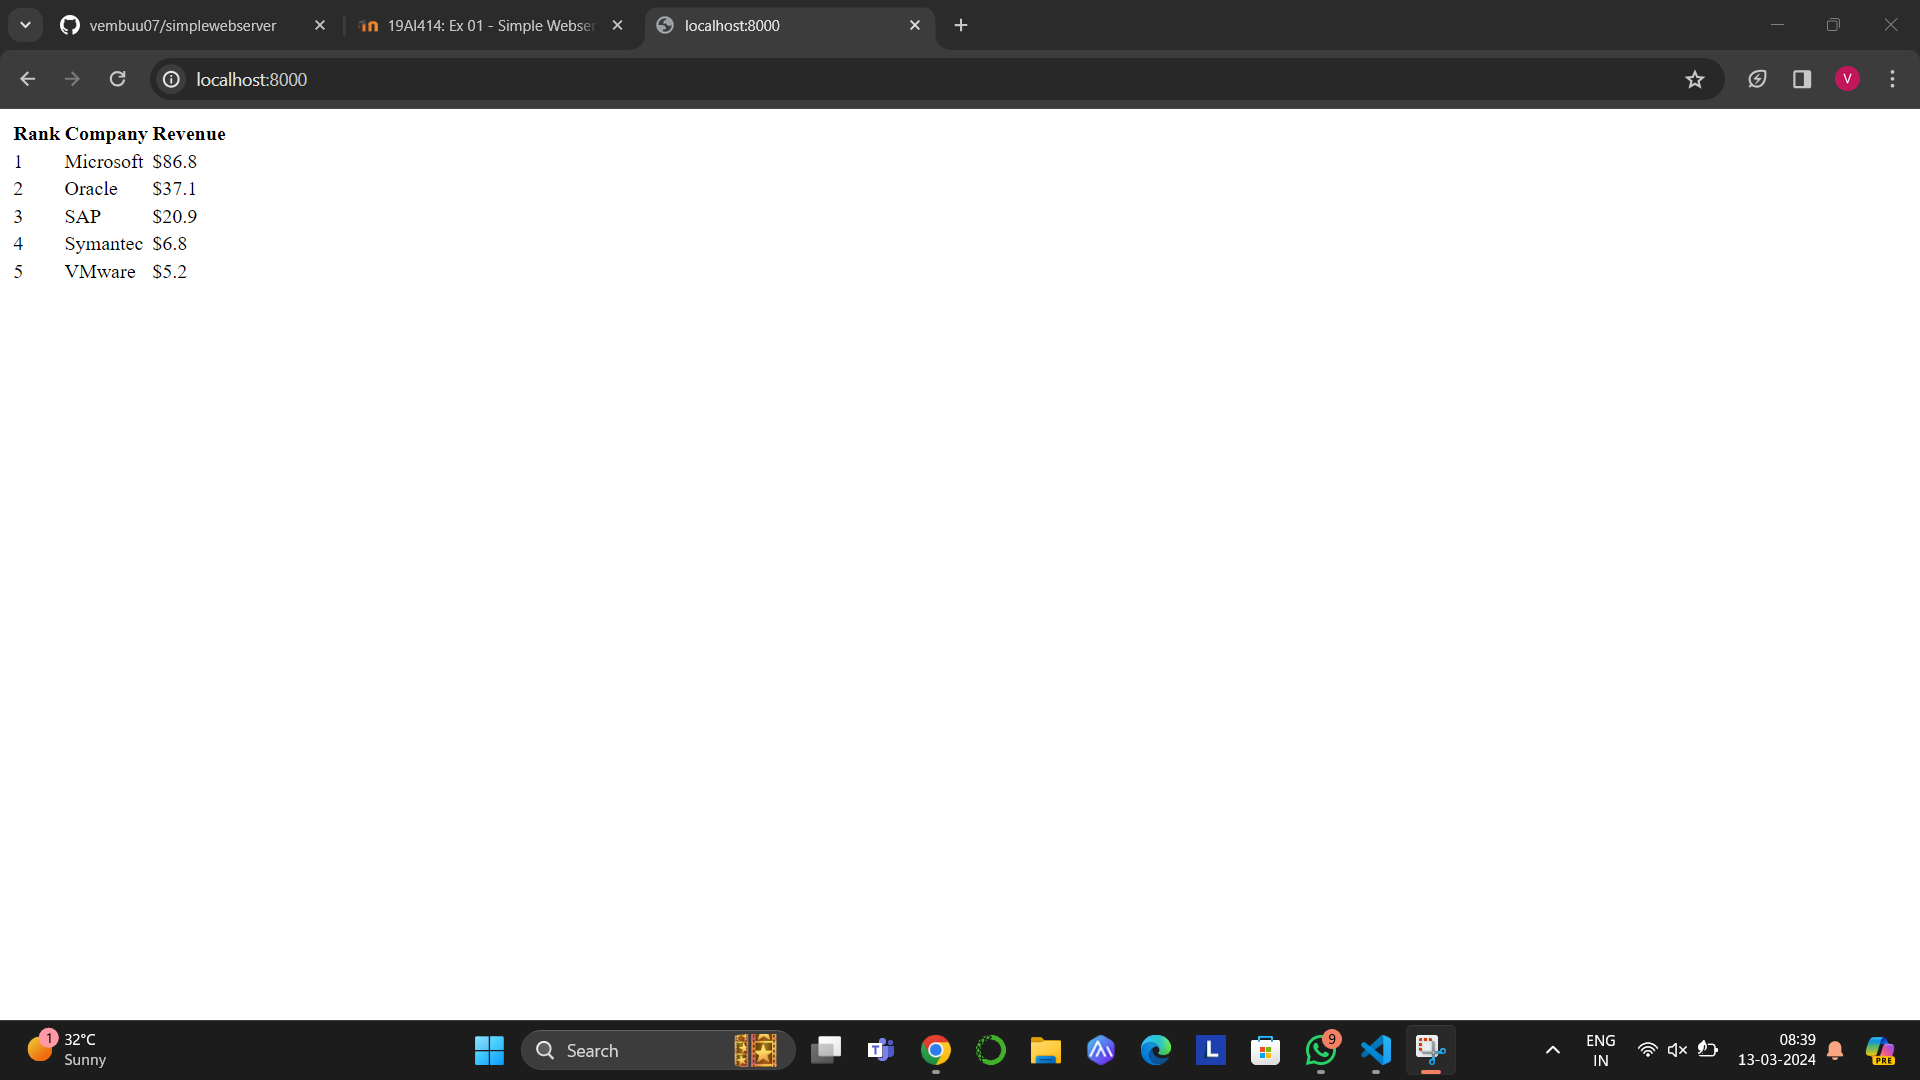 vembuu07/simplewebserver
19AI414: Ex 01 - Simple Webser
localhost:8000
localhost:8000
V
Rank Company Revenue
1 Microsoft $86.8
2 Oracle $37.1
3 SAP $20.9
4 Symantec $6.8
5 VMware $5.2
1
32°C
Sunny
Search
T
L
9
ENG
IN
08:39
13-03-2024
PRE